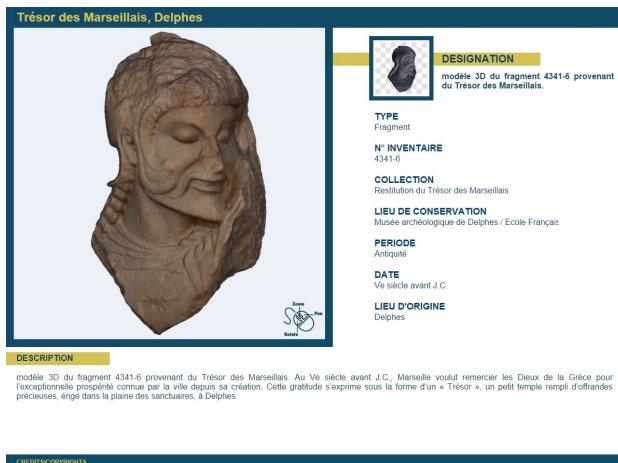 Trésor des Marseillais, Delphes
DESIGNATION
modèle 3D du fragment 4341-6 provenant
du Trésor des Marseillais.
TYPE
Fragment
N° INVENTAIRE
4341-6
COLLECTION
Restitution du Trésor des Marseillais
LIEU DE CONSERVATION
Musée archéologique de Delphes / Ecole Français
PERIODE
Antiquité
DATE
Ve siècle avant J.C.
LIEU D'ORIGINE
Delphes
Zoom
Pan
Rotate
DESCRIPTION
modèle 3D du fragment 4341-6 provenant du Trésor des Marseillais. Au Ve siècle avant J.C., Marseille voulut remercier les Dieux de la Grèce pour
l'exceptionnelle prospérité connue par la ville depuis sa création. Cette gratitude s'exprime sous la forme d'un « Trésor », un petit temple rempli d'offrandes
précieuses, érigé dans la plaine des sanctuaires, à Delphes.
CREDITS/COPYRIGHTS